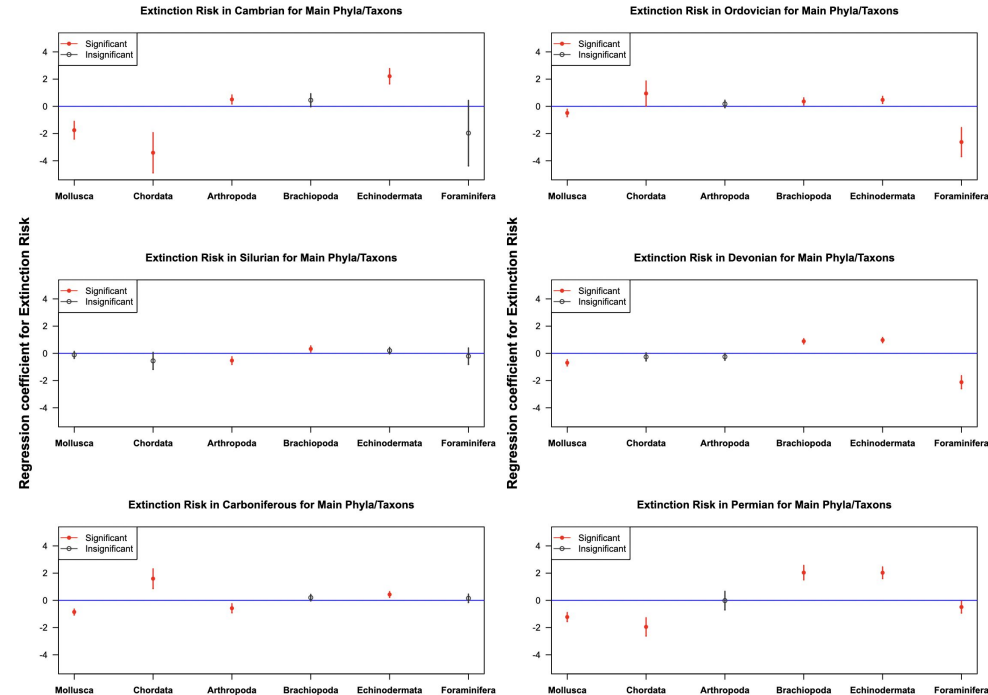 Extinction Risk in Cambrian for Main Phyla/Taxons
Significant
Insignificant
4
2
0
-2
-4
Mollusca Chordata Arthropoda Brachiopoda Echinodermata Foraminifera
Extinction Risk in Ordovician for Main Phyla/Taxons
Significant
Insignificant
4
2
0
-2
-4
Mollusca Chordata Arthropoda Brachiopoda Echinodermata Foraminifera
Regression coefficient for Extinction Risk
Extinction Risk in Silurian for Main Phyla/Taxons
Significant
Insignificant
4
2
0
-2
-4
Mollusca Chordata Arthropoda Brachiopoda Echinodermata Foraminifera
Regression coefficient for Extinction Risk
Extinction Risk in Devonian for Main Phyla/Taxons
Significant
Insignificant
4
2
0
-2
-4
Mollusca Chordata Arthropoda Brachiopoda Echinodermata Foraminifera
Extinction Risk in Carboniferous for Main Phyla/Taxons
Significant
Insignificant
4
2
0
-2
-4
Mollusca Chordata Arthropoda Brachiopoda Echinodermata Foraminifera
Extinction Risk in Permian for Main Phyla/Taxons
Significant
Insignificant
4
2
0
-2
-4
Mollusca Chordata Arthropoda Brachiopoda Echinodermata Foraminifera